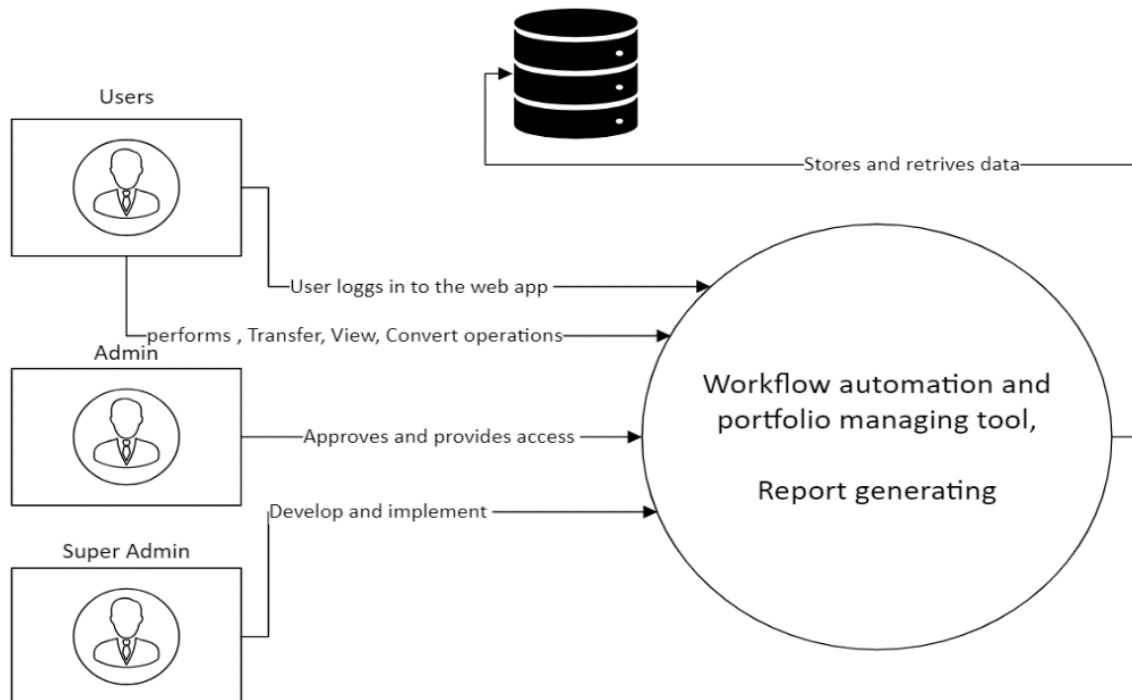 Users
Stores and retrives data
User loggs in to the web app
performs , Transfer, View, Convert operations
Admin
Workflow automation and
portfolio managing tool,
Approves and provides access
Report generating
Develop and implement
Super Admin